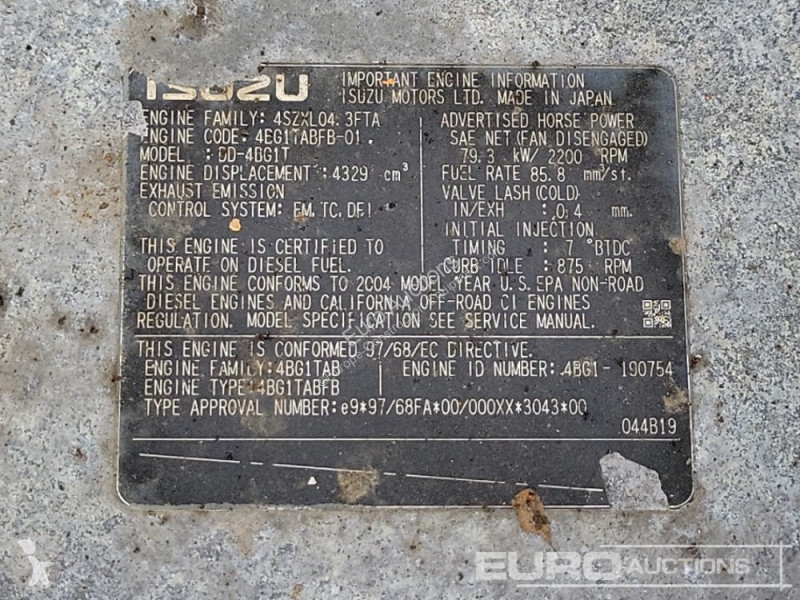 ISUZU
IMPORTANT ENGINE INFORMATION
ISUZU MOTORS LTD. MADE IN JAPAN
ENGINE FAMILY: 4SZXL04.3FTA
ENGINE CODE: 4BG1TABFB-01
MODEL : DD-4BG1T
ENGINE DISPLACEMENT :4329 cm³
EXHAUST EMISSION
CONTROL SYSTEM: EM,TC,DFI
THIS ENGINE IS CERTIFIED TO
OPERATE ON DIESEL FUEL.
ADVERTISED HORSE POWER
SAE NET(FAN DISENGAGED)
79.3 kW/ 2200 RPM
FUEL RATE 85.8 mm³/st.
VALVE LASH(COLD)
IN/EXH : 0.4 mm.
INITIAL INJECTION
TIMING : 7 °BTDC
CURB IDLE : 875 RPM
THIS ENGINE CONFORMS TO 2004 MODEL YEAR U.S.EPA NON-ROAD
DIESEL ENGINES AND CALIFORNIA OFF-ROAD CI ENGINES
REGULATION. MODEL SPECIFICATION SEE SERVICE MANUAL.
THIS ENGINE IS CONFORMED 97/68/EC DIRECTIVE.
ENGINE FAMILY:4BG1TAB
ENGINE TYPE:4BG1TABFB
ENGINE ID NUMBER: 4BG1- 190754
TYPE APPROVAL NUMBER:e9*97/68FA*00/000XX*3043*00
044B19
EURO AUCTIONS